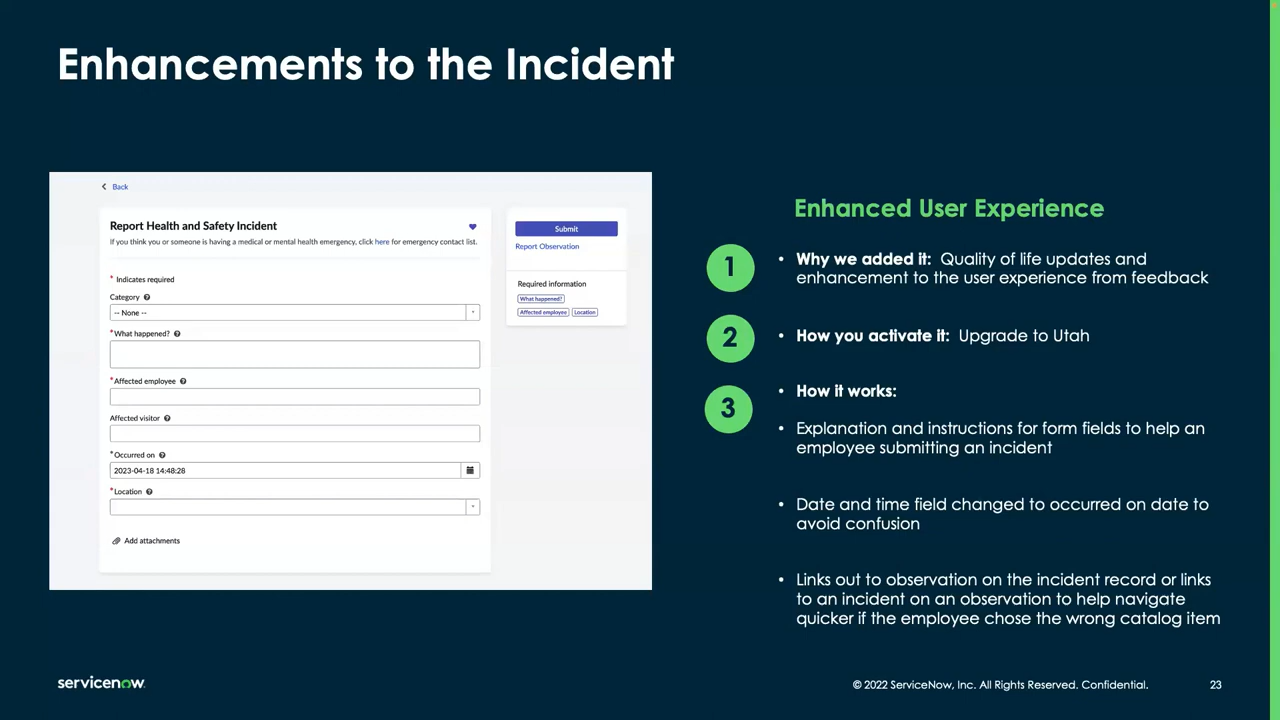 Enhancements to the Incident
Back
Report Health and Safety Incident
If you think you or someone is having a medical or mental health emergency, click here for emergency contact list.
* Indicates required
Category
-- None --
*What happened?
*Affected employee
Affected visitor
*Occurred on
2023-04-18 14:48:28
*Location
Add attachments
Submit
Report Observation
Required information
What happened?
Affected employee Location
Enhanced User Experience
1
• Why we added it: Quality of life updates and
enhancement to the user experience from feedback
2
• How you activate it: Upgrade to Utah
3
• How it works:
• Explanation and instructions for form fields to help an
employee submitting an incident
• Date and time field changed to occurred on date to
avoid confusion
• Links out to observation on the incident record or links
to an incident on an observation to help navigate
quicker if the employee chose the wrong catalog item
servicenow
© 2022 ServiceNow, Inc. All Rights Reserved. Confidential.
23